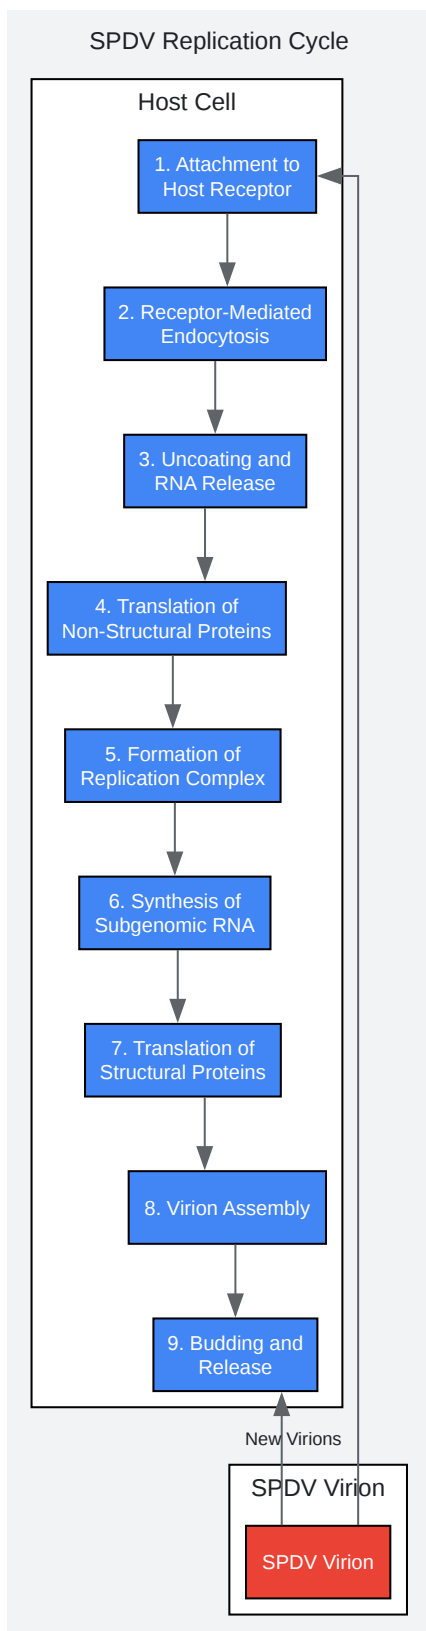 SPDV Replication Cycle
Host Cell
1. Attachment to
Host Receptor
2. Receptor-Mediated
Endocytosis
3. Uncoating and
RNA Release
4. Translation of
Non-Structural Proteins
5. Formation of
Replication Complex
6. Synthesis of
Subgenomic RNA
7. Translation of
Structural Proteins
8. Virion Assembly
9. Budding and
Release
New Virions
SPDV Virion
SPDV Virion